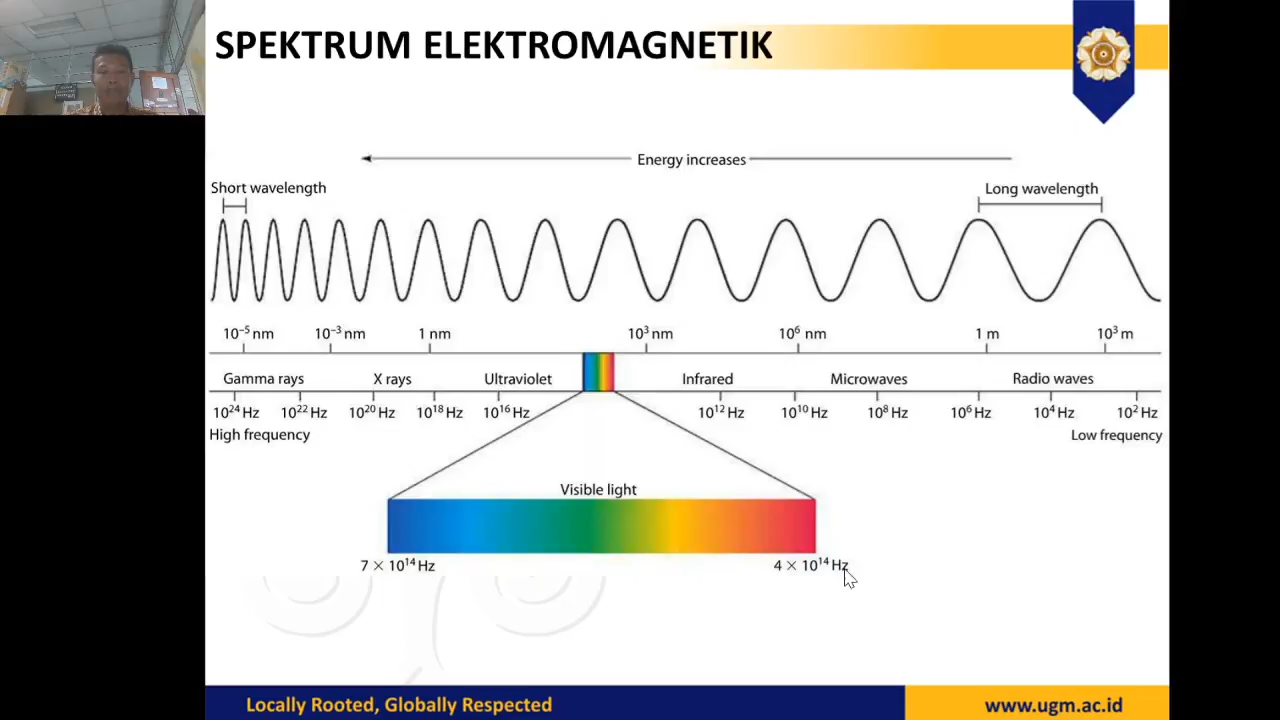 SPEKTRUM ELEKTROMAGNETIK
Energy increases
Short wavelength
Long wavelength
10⁻⁵ nm 10⁻³ nm 1 nm 10³ nm 10⁶ nm 1 m 10³ m
Gamma rays X rays Ultraviolet Infrared Microwaves Radio waves
10²⁴ Hz 10²² Hz 10²⁰ Hz 10¹⁸ Hz 10¹⁶ Hz 10¹² Hz 10¹⁰ Hz 10⁸ Hz 10⁶ Hz 10⁴ Hz 10² Hz
High frequency Low frequency
Visible light
7 × 10¹⁴ Hz 4 × 10¹⁴ Hz
Locally Rooted, Globally Respected www.ugm.ac.id